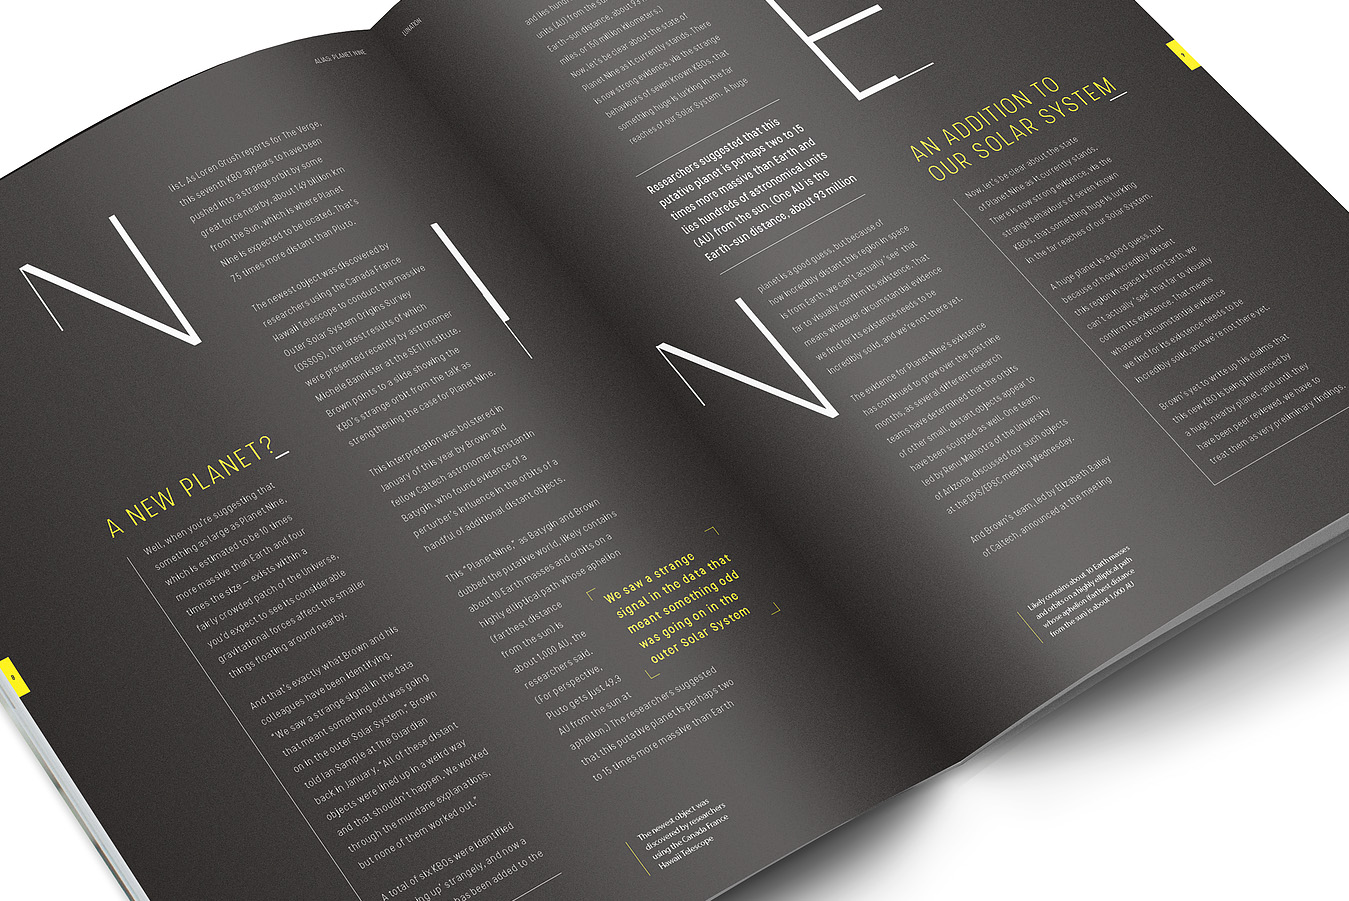 ALIAS: PLANET NINE
N
I
A NEW PLANET?_
Well, when you're suggesting that
something as large as Planet Nine,
which is estimated to be 10 times
more massive than Earth and four
times the size — exists within a
fairly crowded patch of the Universe,
you'd expect to see its considerable
gravitational forces affect the smaller
things floating around nearby.
And that's exactly what Brown and his
colleagues have been identifying.
"We saw a strange signal in the data
that meant something odd was going
on in the outer Solar System," Brown
told Ian Sample at The Guardian
back in January. "All of these distant
objects were lined up in a weird way
and that shouldn't happen. We worked
through the mundane explanations,
but none of them worked out."
A total of six KBOs were identified
ing up' strangely, and now a
has been added to the
list. As Loren Grush reports for The Verge,
this seventh KBO appears to have been
pushed into a strange orbit by some
great force nearby, about 149 billion km
from the Sun, which is where Planet
Nine is expected to be located. That's
75 times more distant than Pluto.
The newest object was discovered by
researchers using the Canada France
Hawaii Telescope to conduct the massive
Outer Solar System Origins Survey
(OSSOS), the latest results of which
were presented recently by astronomer
Michele Bannister at the SETI Institute.
Brown points to a slide showing the
KBO's strange orbit from the talk as
strengthening the case for Planet Nine.
This interpretation was bolstered in
January of this year by Brown and
fellow Caltech astronomer Konstantin
Batygin, who found evidence of a
perturber's influence in the orbits of a
handful of additional distant objects.
This "Planet Nine," as Batygin and Brown
dubbed the putative world, likely contains
about 10 Earth masses and orbits on a
highly elliptical path whose aphelion
(farthest distance
from the sun) is
about 1,000 AU, the
researchers said.
(For perspective,
Pluto gets just 49.3
AU from the sun at
aphelion.) The researchers suggested
that this putative planet is perhaps two
to 15 times more massive than Earth
We saw a strange
signal in the data that
meant something odd
was going on in the
outer Solar System
The newest object was
discovered by researchers
using the Canada France
Hawaii Telescope
and lies hund
units (AU) from the su
Earth-sun distance, about 93
miles, or 150 million kilometers.)
Now, let's be clear about the state of
Planet Nine as it currently stands. There
is now strong evidence, via the strange
behaviours of seven known KBOs, that
something huge is lurking in the far
reaches of our Solar System. A huge
Researchers suggested that this
putative planet is perhaps two to 15
times more massive than Earth and
lies hundreds of astronomical units
(AU) from the sun. (One AU is the
Earth-sun distance, about 93 million
N
E
planet is a good guess, but because of
how incredibly distant this region in space
is from Earth, we can't actually 'see' that
far to visually confirm its existence. That
means whatever circumstantial evidence
we find for its existence needs to be
incredibly solid, and we're not there yet.
The evidence for Planet Nine's existence
has continued to grow over the past nine
months, as several different research
teams have determined that the orbits
of other small, distant objects appear to
have been sculpted as well. One team,
led by Renu Malhotra of the University
of Arizona, discussed four such objects
at the DPS/EPSC meeting Wednesday.
And Brown's team, led by Elizabeth Bailey
of Caltech, announced at the meeting
Likely contains about 10 Earth masses
and orbits on a highly elliptical path
whose aphelion (farthest distance
from the sun) is about 1,000 AU
AN ADDITION TO
OUR SOLAR SYSTEM_
Now, let's be clear about the state
of Planet Nine as it currently stands.
There is now strong evidence, via the
strange behaviours of seven known
KBOs, that something huge is lurking
in the far reaches of our Solar System.
A huge planet is a good guess, but
because of how incredibly distant
this region in space is from Earth, we
can't actually 'see' that far to visually
confirm its existence. That means
whatever circumstantial evidence
we find for its existence needs to be
incredibly solid, and we're not there yet.
Brown's yet to write up his claims that
this new KBO is being influenced by
a huge, nearby planet, and until they
have been peer reviewed, we have to
treat them as very preliminary findings.